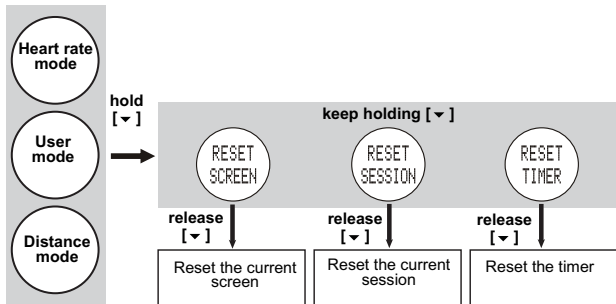 Heart rate
mode
User
mode
Distance
mode
hold
[ ▾ ]
keep holding [ ▾ ]
RESET
SCREEN
RESET
SESSION
RESET
TIMER
release
[ ▾ ]
release
[ ▾ ]
release
[ ▾ ]
Reset the current
screen
Reset the current
session
Reset the timer